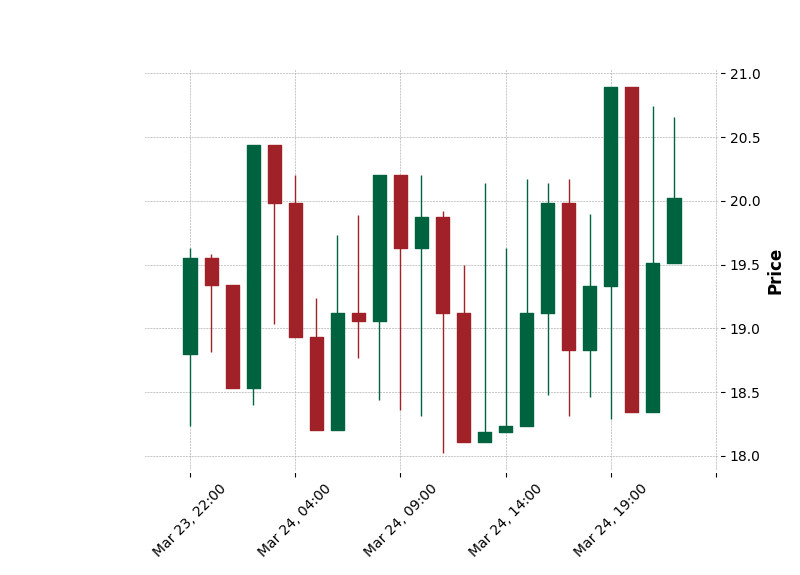 21.0
20.5
20.0
19.5
19.0
18.5
18.0
Price
Mar 23, 22:00
Mar 24, 04:00
Mar 24, 09:00
Mar 24, 14:00
Mar 24, 19:00